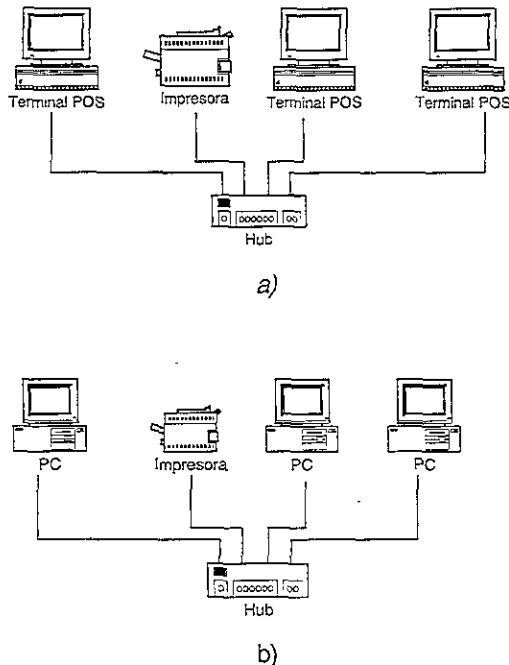 Terminal POS
Impresora
Terminal POS
Terminal POS
Hub
a)
PC
Impresora
PC
PC
Hub
b)